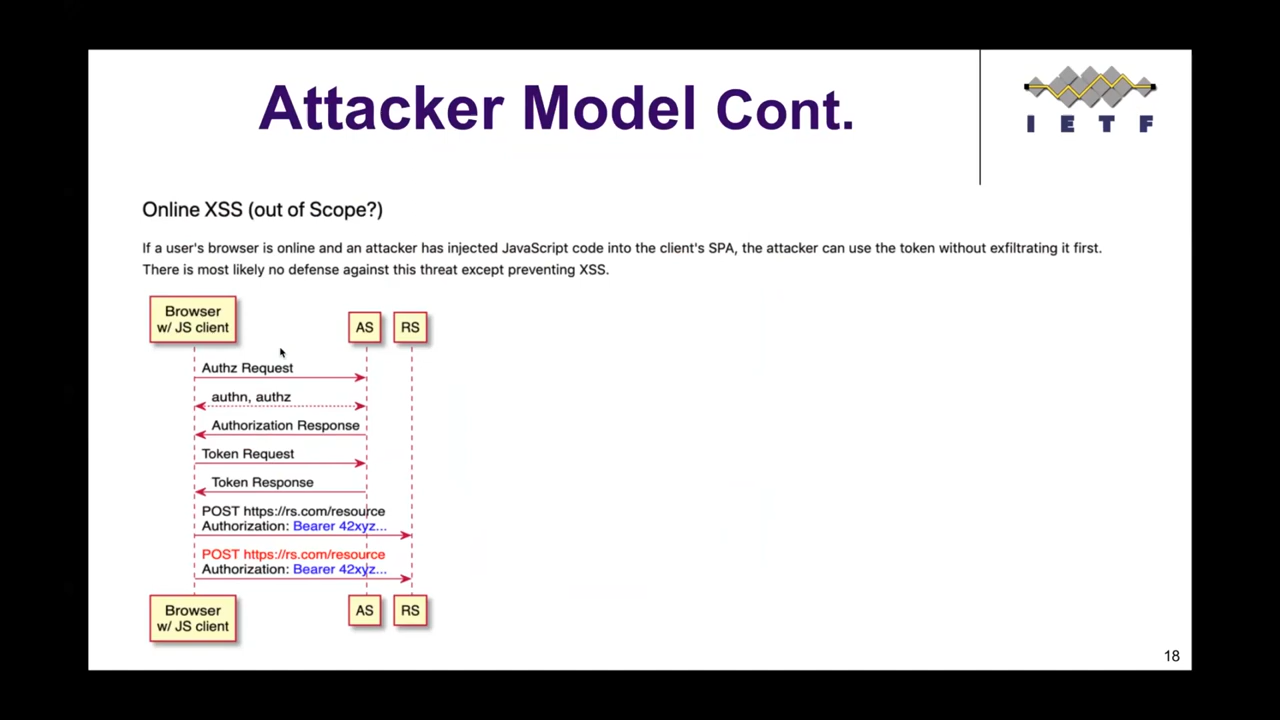 Attacker Model Cont.
IETF
Online XSS (out of Scope?)
If a user's browser is online and an attacker has injected JavaScript code into the client's SPA, the attacker can use the token without exfiltrating it first.
There is most likely no defense against this threat except preventing XSS.
Browser
w/ JS client
AS
RS
Authz Request
authn, authz
Authorization Response
Token Request
Token Response
POST https://rs.com/resource
Authorization: Bearer 42xyz...
POST https://rs.com/resource
Authorization: Bearer 42xyz...
Browser
w/ JS client
AS
RS
18